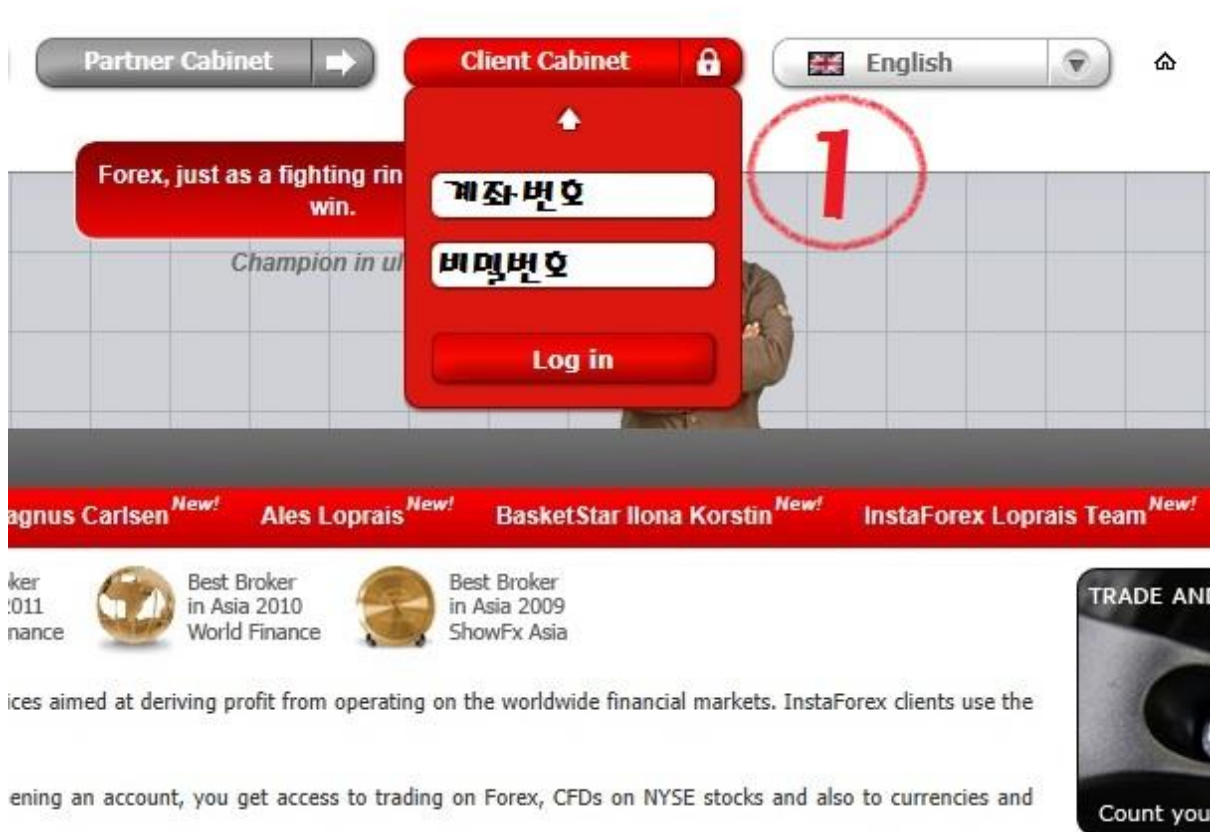 Partner Cabinet
Client Cabinet
English
1
Forex, just as a fighting rin
win.
계좌번호
Champion in ul
비밀번호
Log in
agnus Carlsen New!
Ales Loprais New!
BasketStar Ilona Korstin New!
InstaForex Loprais Team New!
ker
2011
nance
Best Broker
in Asia 2010
World Finance
Best Broker
in Asia 2009
ShowFx Asia
TRADE AND
ices aimed at deriving profit from operating on the worldwide financial markets. InstaForex clients use the
ening an account, you get access to trading on Forex, CFDs on NYSE stocks and also to currencies and
Count you